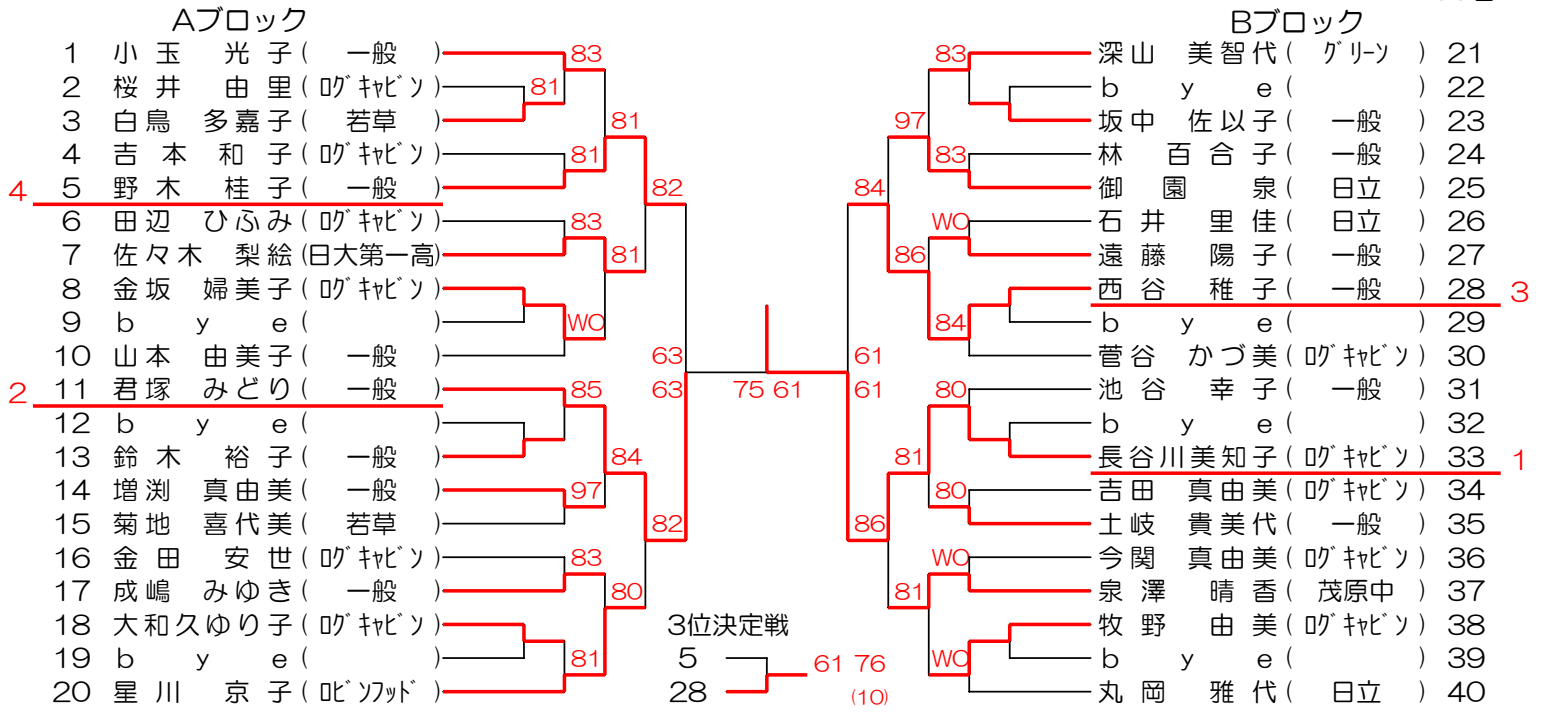 Aブロック
Bブロック
1 小玉 光子( 一般 )
2 桜井 由里(ログキャビン)
3 白鳥 多嘉子( 若草 )
4 吉本 和子(ログキャビン)
5 野木 桂子( 一般 )
6 田辺 ひふみ(ログキャビン)
7 佐々木 梨絵(日大第一高)
8 金坂 婦美子(ログキャビン)
9 bye( )
10 山本 由美子( 一般 )
11 君塚 みどり( 一般 )
12 bye( )
13 鈴木 裕子( 一般 )
14 増渕 真由美( 一般 )
15 菊地 喜代美( 若草 )
16 金田 安世(ログキャビン)
17 成嶋 みゆき( 一般 )
18 大和久ゆり子(ログキャビン)
19 bye( )
20 星川 京子(ロビンフッド)
4
2
83
81
81
81
82
83
81
WO
63
63
85
84
97
82
83
80
81
75 61
3位決定戦
5
28
61 76
(10)
83
97
83
84
WO
86
84
61
61
80
81
80
86
WO
81
WO
深山 美智代( グリーン ) 21
bye( ) 22
坂中 佐以子( 一般 ) 23
林 百合子( 一般 ) 24
御園 泉( 日立 ) 25
石井 里佳( 日立 ) 26
遠藤 陽子( 一般 ) 27
西谷 稚子( 一般 ) 28
bye( ) 29
菅谷 かづ美(ログキャビン) 30
池谷 幸子( 一般 ) 31
bye( ) 32
長谷川美知子(ログキャビン) 33
吉田 真由美(ログキャビン) 34
土岐 貴美代( 一般 ) 35
今関 真由美(ログキャビン) 36
泉澤 晴香( 茂原中 ) 37
牧野 由美(ログキャビン) 38
bye( ) 39
丸岡 雅代( 日立 ) 40
3
1